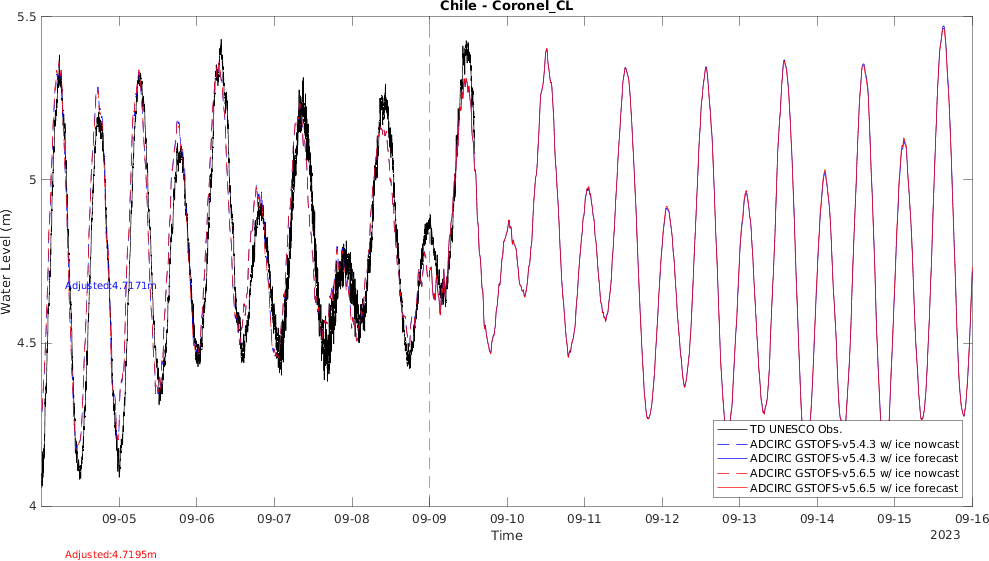 Chile - Coronel_CL
5.5
5
4.5
4
Water Level (m)
Adjusted:4.7171m
TD UNESCO Obs.
ADCIRC GSTOFS-v5.4.3 w/ ice nowcast
ADCIRC GSTOFS-v5.4.3 w/ ice forecast
ADCIRC GSTOFS-v5.6.5 w/ ice nowcast
ADCIRC GSTOFS-v5.6.5 w/ ice forecast
09-05 09-06 09-07 09-08 09-09 09-10 09-11 09-12 09-13 09-14 09-15 09-16
Time
2023
Adjusted:4.7195m